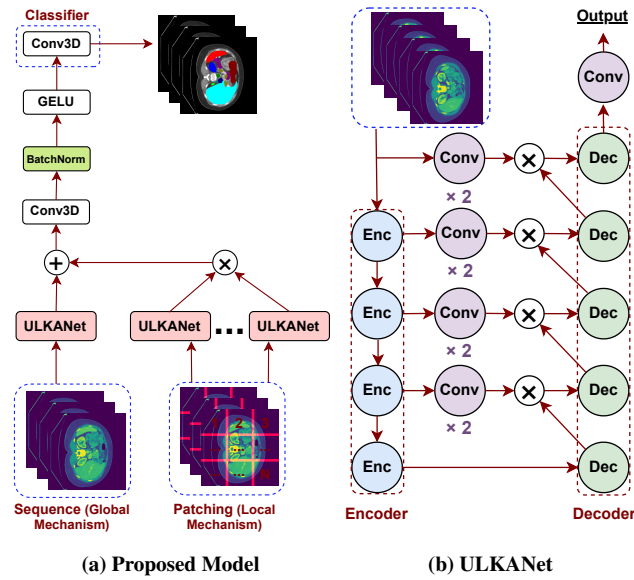 Classifier
Conv3D
GELU
BatchNorm
Conv3D
+
×
ULKANet
ULKANet
...
ULKANet
2
Sequence (Global
Mechanism)
Patching (Local
Mechanism)
(a) Proposed Model
Output
Conv
Conv
×
Dec
× 2
Enc
Conv
×
Dec
× 2
Enc
Conv
×
Dec
× 2
Enc
Conv
×
Dec
× 2
Enc
Dec
Encoder
Decoder
(b) ULKANet